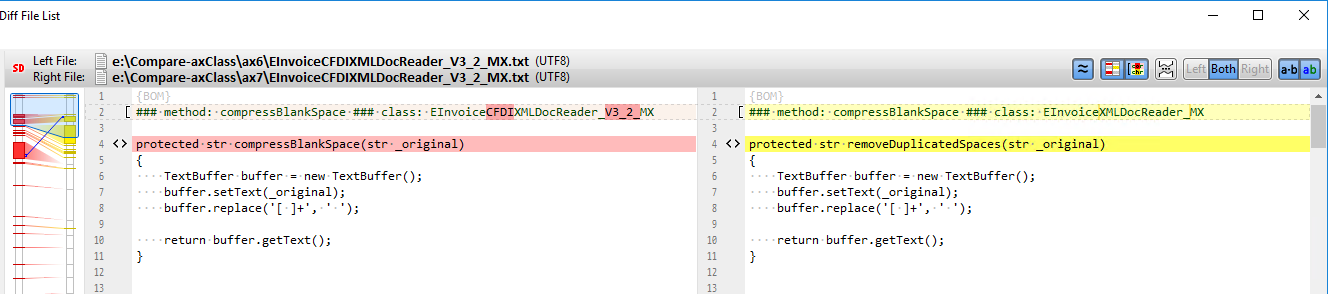 Diff File List
SD
Left File: e:\Compare-axClass\ax6\EInvoiceCFDIXMLDocReader_V3_2_MX.txt (UTF8)
Right File: e:\Compare-axClass\ax7\EInvoiceCFDIXMLDocReader_V3_2_MX.txt (UTF8)
≈ chr Left Both Right a·b ab
1 {BOM}
2 ### method: compressBlankSpace ### class: EInvoiceCFDIXMLDocReader_V3_2_MX
3
4 protected str compressBlankSpace(str _original)
5 {
6 TextBuffer buffer = new TextBuffer();
7 buffer.setText(_original);
8 buffer.replace('[ ]+', ' ');
9
10 return buffer.getText();
11 }
12
13
1 {BOM}
2 ### method: compressBlankSpace ### class: EInvoiceXMLDocReader_MX
3
4 protected str removeDuplicatedSpaces(str _original)
5 {
6 TextBuffer buffer = new TextBuffer();
7 buffer.setText(_original);
8 buffer.replace('[ ]+', ' ');
9
10 return buffer.getText();
11 }
12
13